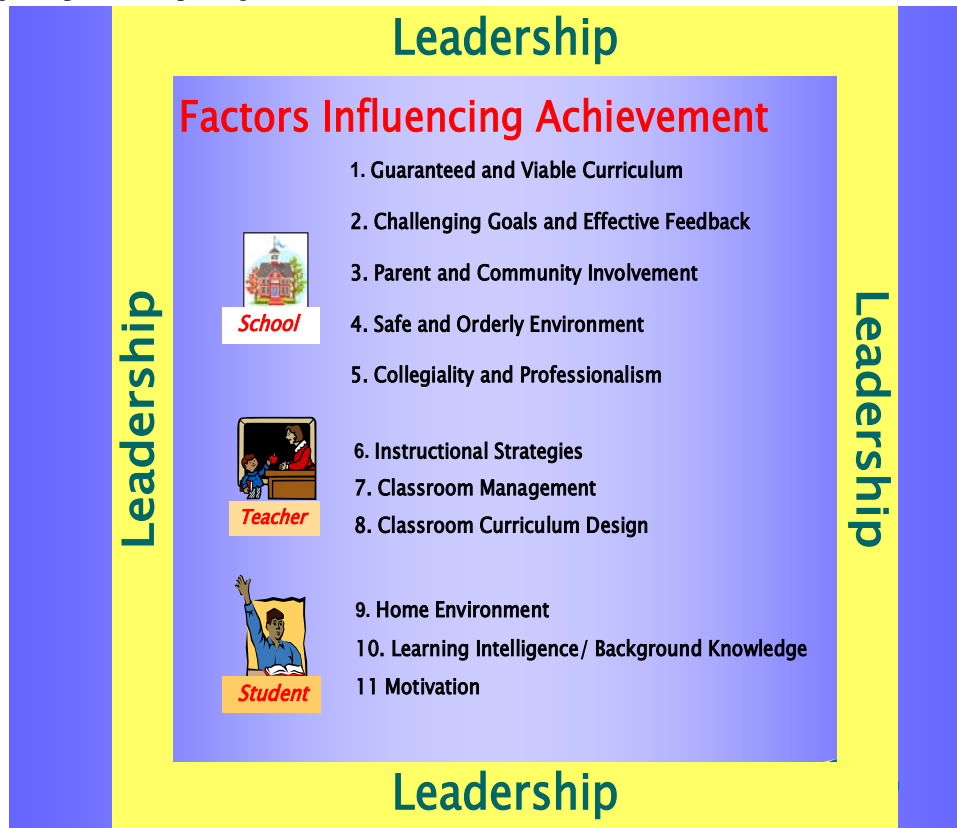 Leadership
Factors Influencing Achievement
1. Guaranteed and Viable Curriculum
2. Challenging Goals and Effective Feedback
3. Parent and Community Involvement
4. Safe and Orderly Environment
5. Collegiality and Professionalism
School
6. Instructional Strategies
7. Classroom Management
8. Classroom Curriculum Design
Teacher
9. Home Environment
10. Learning Intelligence/ Background Knowledge
11 Motivation
Student
Leadership
Leadership
Leadership